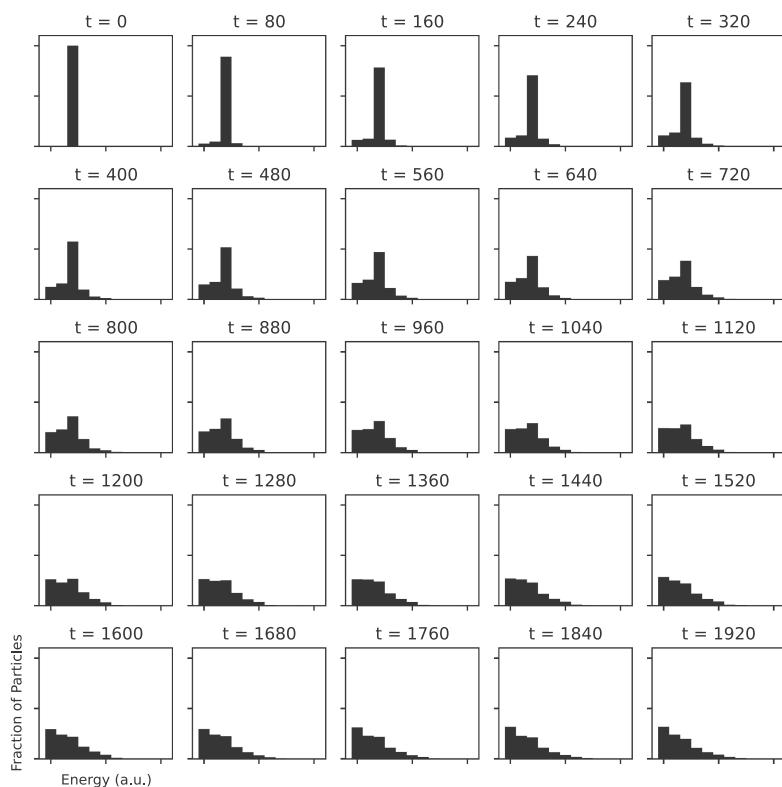 t = 0 t = 80 t = 160 t = 240 t = 320
t = 400 t = 480 t = 560 t = 640 t = 720
t = 800 t = 880 t = 960 t = 1040 t = 1120
t = 1200 t = 1280 t = 1360 t = 1440 t = 1520
t = 1600 t = 1680 t = 1760 t = 1840 t = 1920
Fraction of Particles
Energy (a.u.)